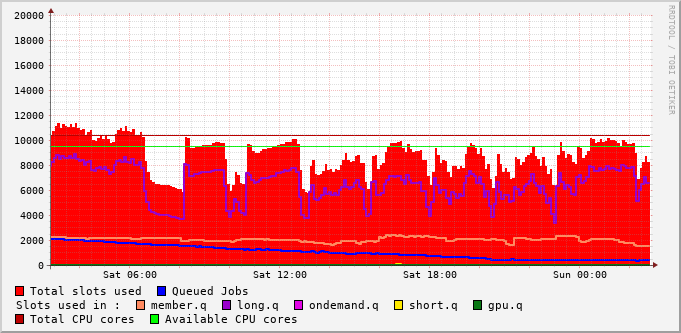 RRDTOOL / TOBI OETIKER
20000
18000
16000
14000
12000
10000
8000
6000
4000
2000
0
Sat 06:00 Sat 12:00 Sat 18:00 Sun 00:00
Total slots used Queued Jobs
Slots used in : member.q long.q ondemand.q short.q gpu.q
Total CPU cores Available CPU cores